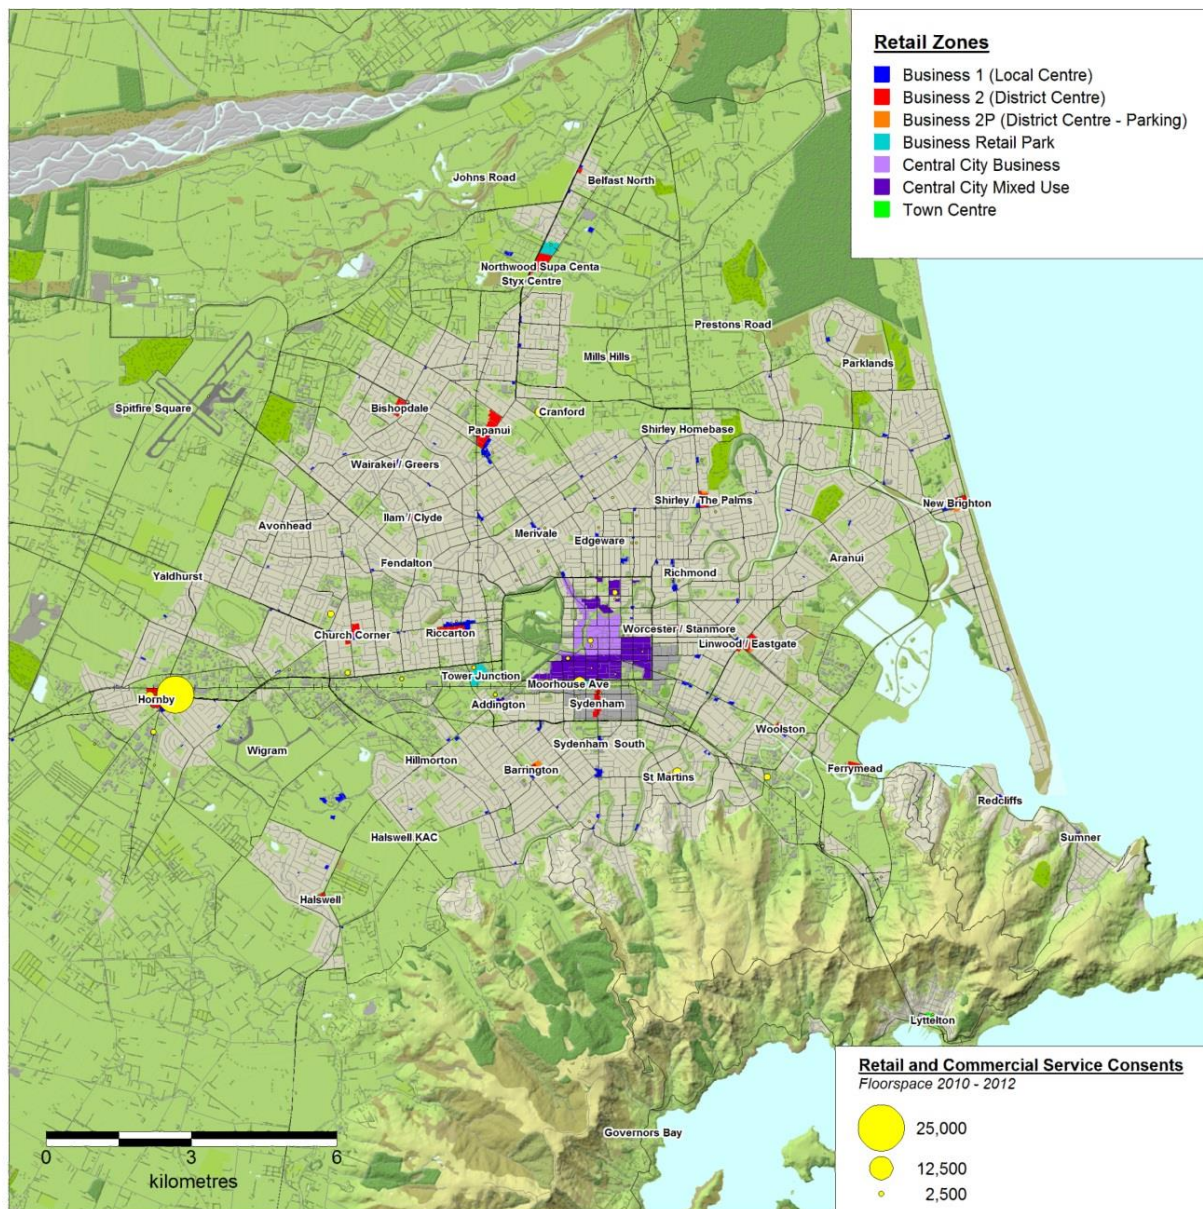 Retail Zones
Business 1 (Local Centre)
Business 2 (District Centre)
Business 2P (District Centre - Parking)
Business Retail Park
Central City Business
Central City Mixed Use
Town Centre
Johns Road
Belfast North
Northwood Supa Centa
Styx Centre
Prestons Road
Mills Hills
Parklands
Spitfire Square
Bishopdale
Cranford
Papanui
Shirley Homebase
Wairakei / Greers
Shirley / The Palms
New Brighton
Avonhead
Ilam / Clyde
Merivale
Edgeware
Aranui
Fendalton
Yaldhurst
Richmond
Church Corner
Riccarton
Worcester / Stanmore
Linwood / Eastgate
Tower Junction
Moorhouse Ave
Hornby
Addington
Sydenham
Woolston
Wigram
Sydenham South
Hillmorton
Barrington
St Martins
Ferrymead
Redcliffs
Halswell KAC
Sumner
Halswell
Lyttelton
Governors Bay
0 3 6
kilometres
Retail and Commercial Service Consents
Floorspace 2010 - 2012
25,000
12,500
2,500